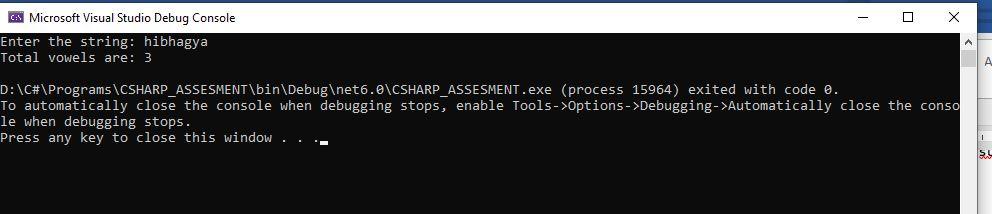 Microsoft Visual Studio Debug Console
Enter the string: hibhagya
Total vowels are: 3
D:\C#\Programs\CSHARP_ASSESMENT\bin\Debug\net6.0\CSHARP_ASSESMENT.exe (process 15964) exited with code 0.
To automatically close the console when debugging stops, enable Tools->Options->Debugging->Automatically close the conso
le when debugging stops.
Press any key to close this window . . .